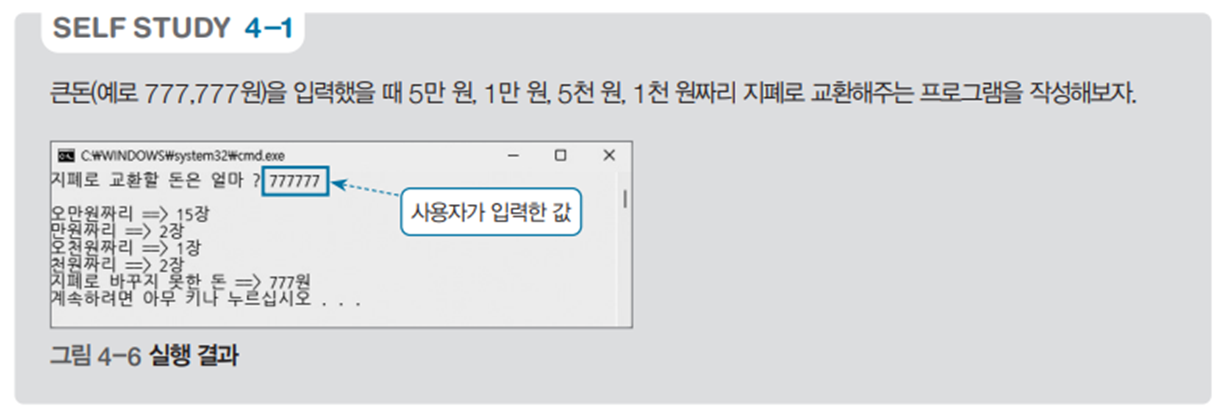 SELF STUDY 4-1
큰돈(예로 777,777원)을 입력했을 때 5만 원, 1만 원, 5천 원, 1천 원짜리 지폐로 교환해주는 프로그램을 작성해보자.
C:₩WINDOWS₩system32₩cmd.exe
지폐로 교환할 돈은 얼마 ? 777777
사용자가 입력한 값
오만원짜리 ==> 15장
만원짜리 ==> 2장
오천원짜리 ==> 1장
천원짜리 ==> 2장
지폐로 바꾸지 못한 돈 ==> 777원
계속하려면 아무 키나 누르십시오 . . .
그림 4-6 실행 결과